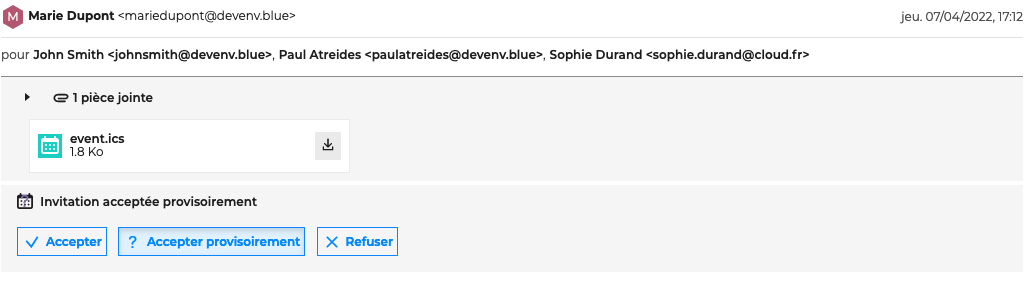 M Marie Dupont <mariedupont@devenv.blue> jeu. 07/04/2022, 17:12
pour John Smith <johnsmith@devenv.blue>, Paul Atreides <paulatreides@devenv.blue>, Sophie Durand <sophie.durand@cloud.fr>
1 pièce jointe
event.ics
1.8 Ko
Invitation acceptée provisoirement
Accepter ? Accepter provisoirement Refuser